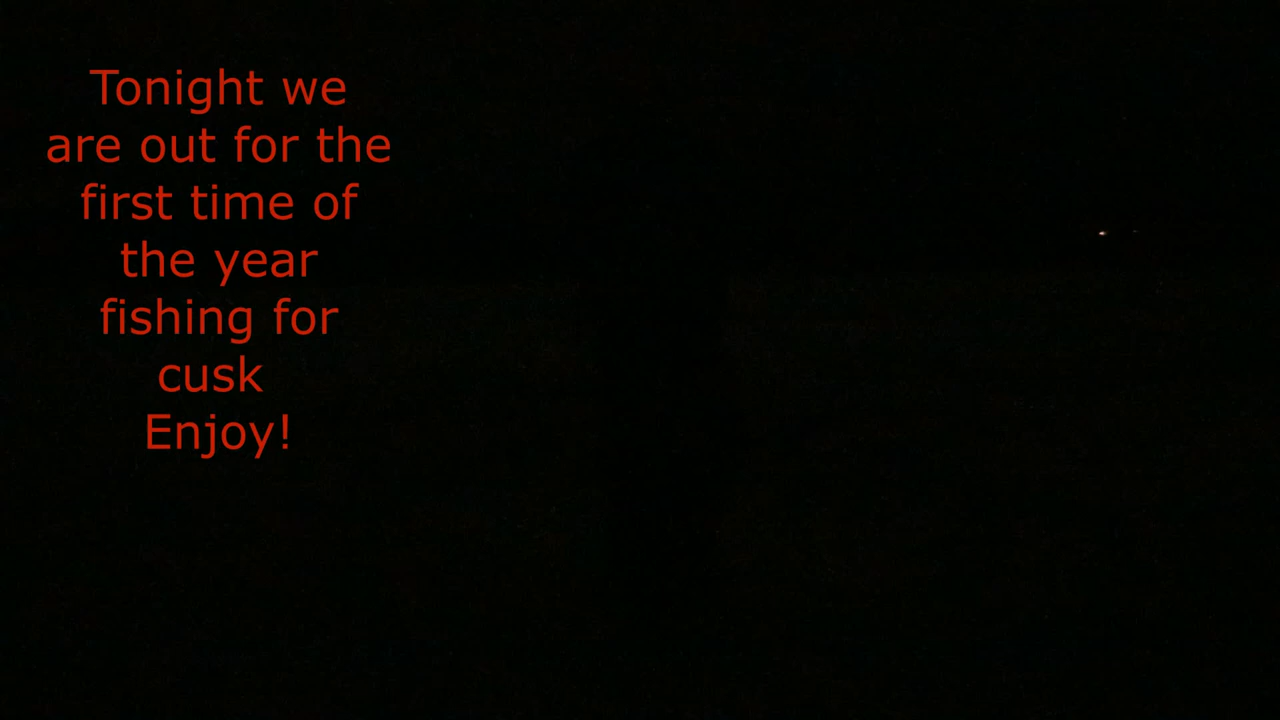 Tonight we
are out for the
first time of
the year
fishing for
cusk
Enjoy!